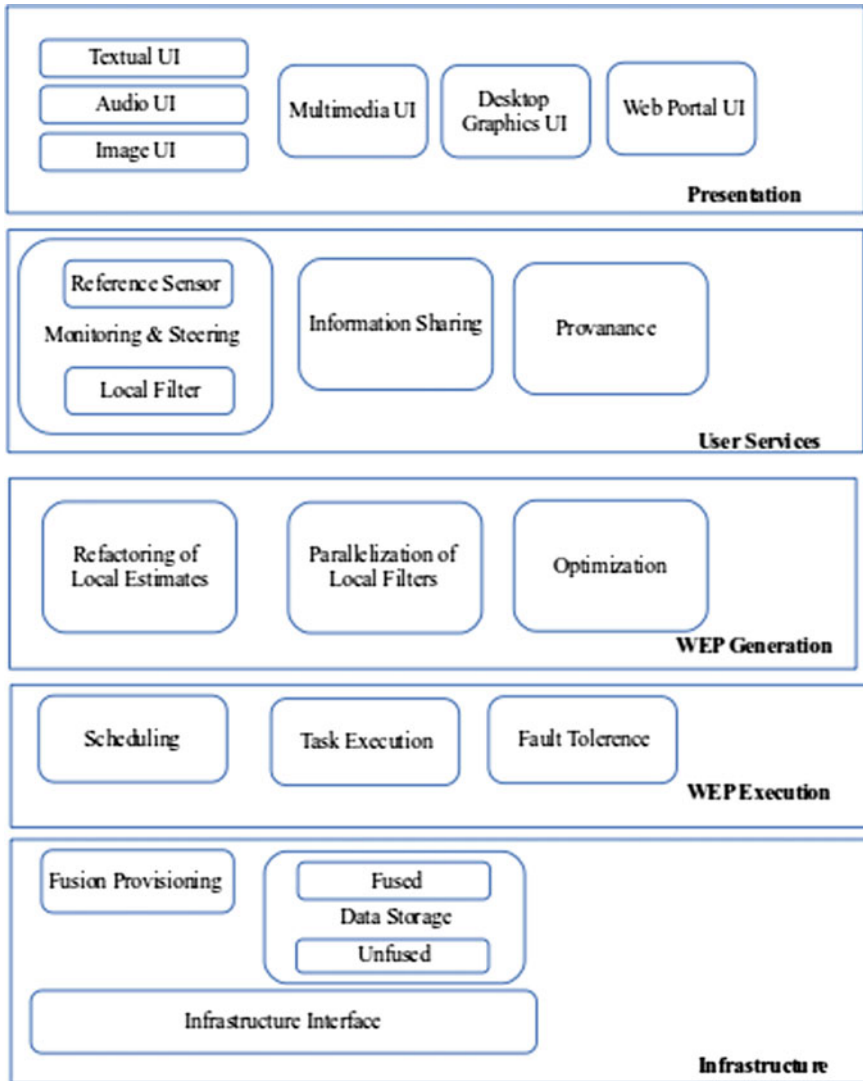 Textual UI
Audio UI
Image UI
Multimedia UI
Desktop
Graphics UI
Web Portal UI
Presentation
Reference Sensor
Monitoring & Steering
Local Filter
Information Sharing
Provanance
User Services
Refactoring of
Local Estimates
Parallelization of
Local Filters
Optimization
WEP Generation
Scheduling
Task Execution
Fault Tolerence
WEP Execution
Fusion Provisioning
Fused
Data Storage
Unfused
Infrastructure Interface
Infrastructure